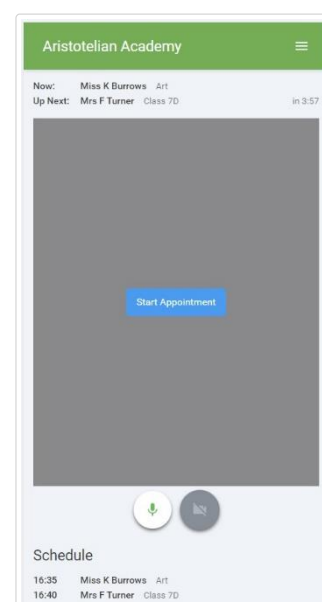 Aristotelian Academy
Now: Miss K Burrows Art
Up Next: Mrs F Turner Class 7D in 3:57
Start Appointment
Schedule
16:35 Miss K Burrows Art
16:40 Mrs F Turner Class 7D